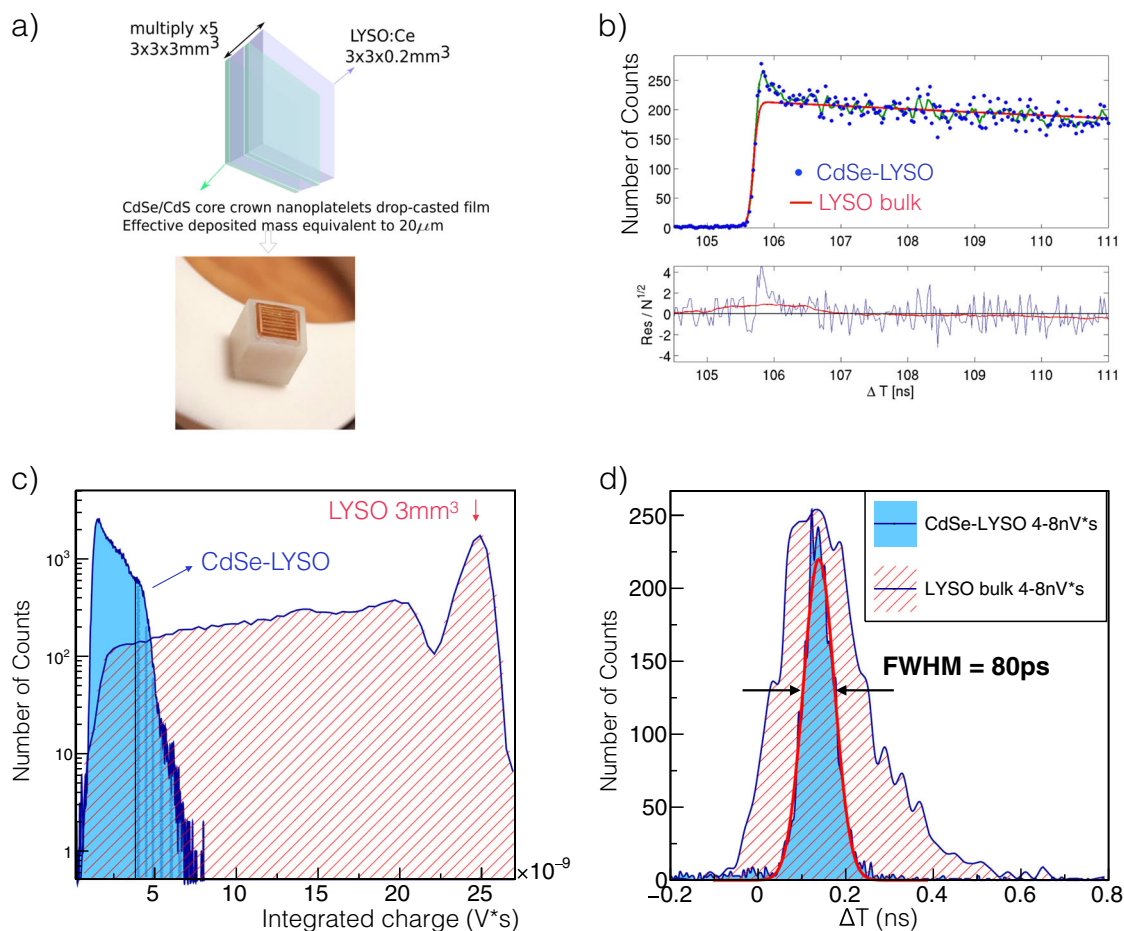 a)
multiply x5
3x3x3mm³
LYSO:Ce
3x3x0.2mm³
CdSe/CdS core crown nanoplatelets drop-casted film
Effective deposited mass equivalent to 20μm
b)
Number of Counts
250
200
150
100
50
0
CdSe-LYSO
LYSO bulk
105 106 107 108 109 110 111
Res / N^1/2
4
2
0
-2
-4
105 106 107 108 109 110 111
Δ T [ns]
c)
Number of Counts
10³
10²
10
1
LYSO 3mm³
CdSe-LYSO
5 10 15 20 25
×10⁻⁹
Integrated charge (V*s)
d)
Number of Counts
250
200
150
100
50
0
CdSe-LYSO 4-8nV*s
LYSO bulk 4-8nV*s
FWHM = 80ps
−0.2 0 0.2 0.4 0.6 0.8
ΔT (ns)